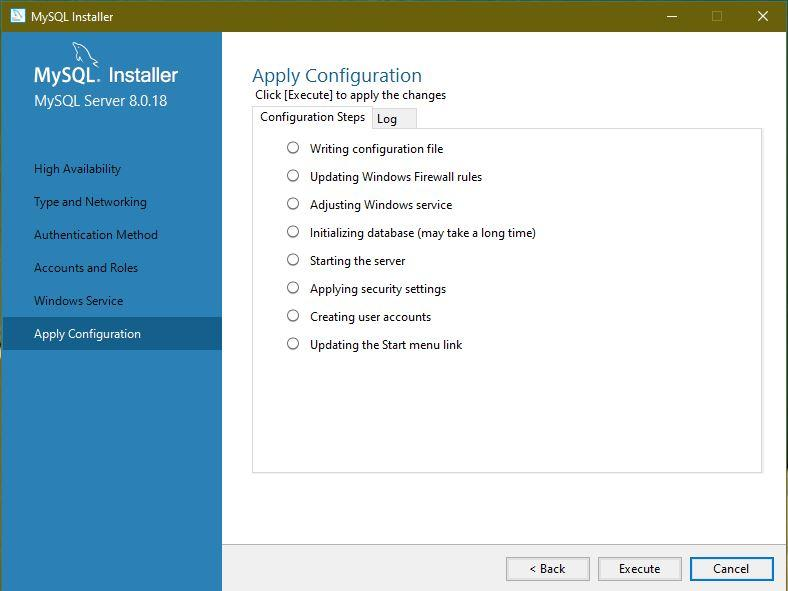 MySQL Installer
MySQL. Installer
MySQL Server 8.0.18
High Availability
Type and Networking
Authentication Method
Accounts and Roles
Windows Service
Apply Configuration
Apply Configuration
Click [Execute] to apply the changes
Configuration Steps
Log
Writing configuration file
Updating Windows Firewall rules
Adjusting Windows service
Initializing database (may take a long time)
Starting the server
Applying security settings
Creating user accounts
Updating the Start menu link
< Back
Execute
Cancel